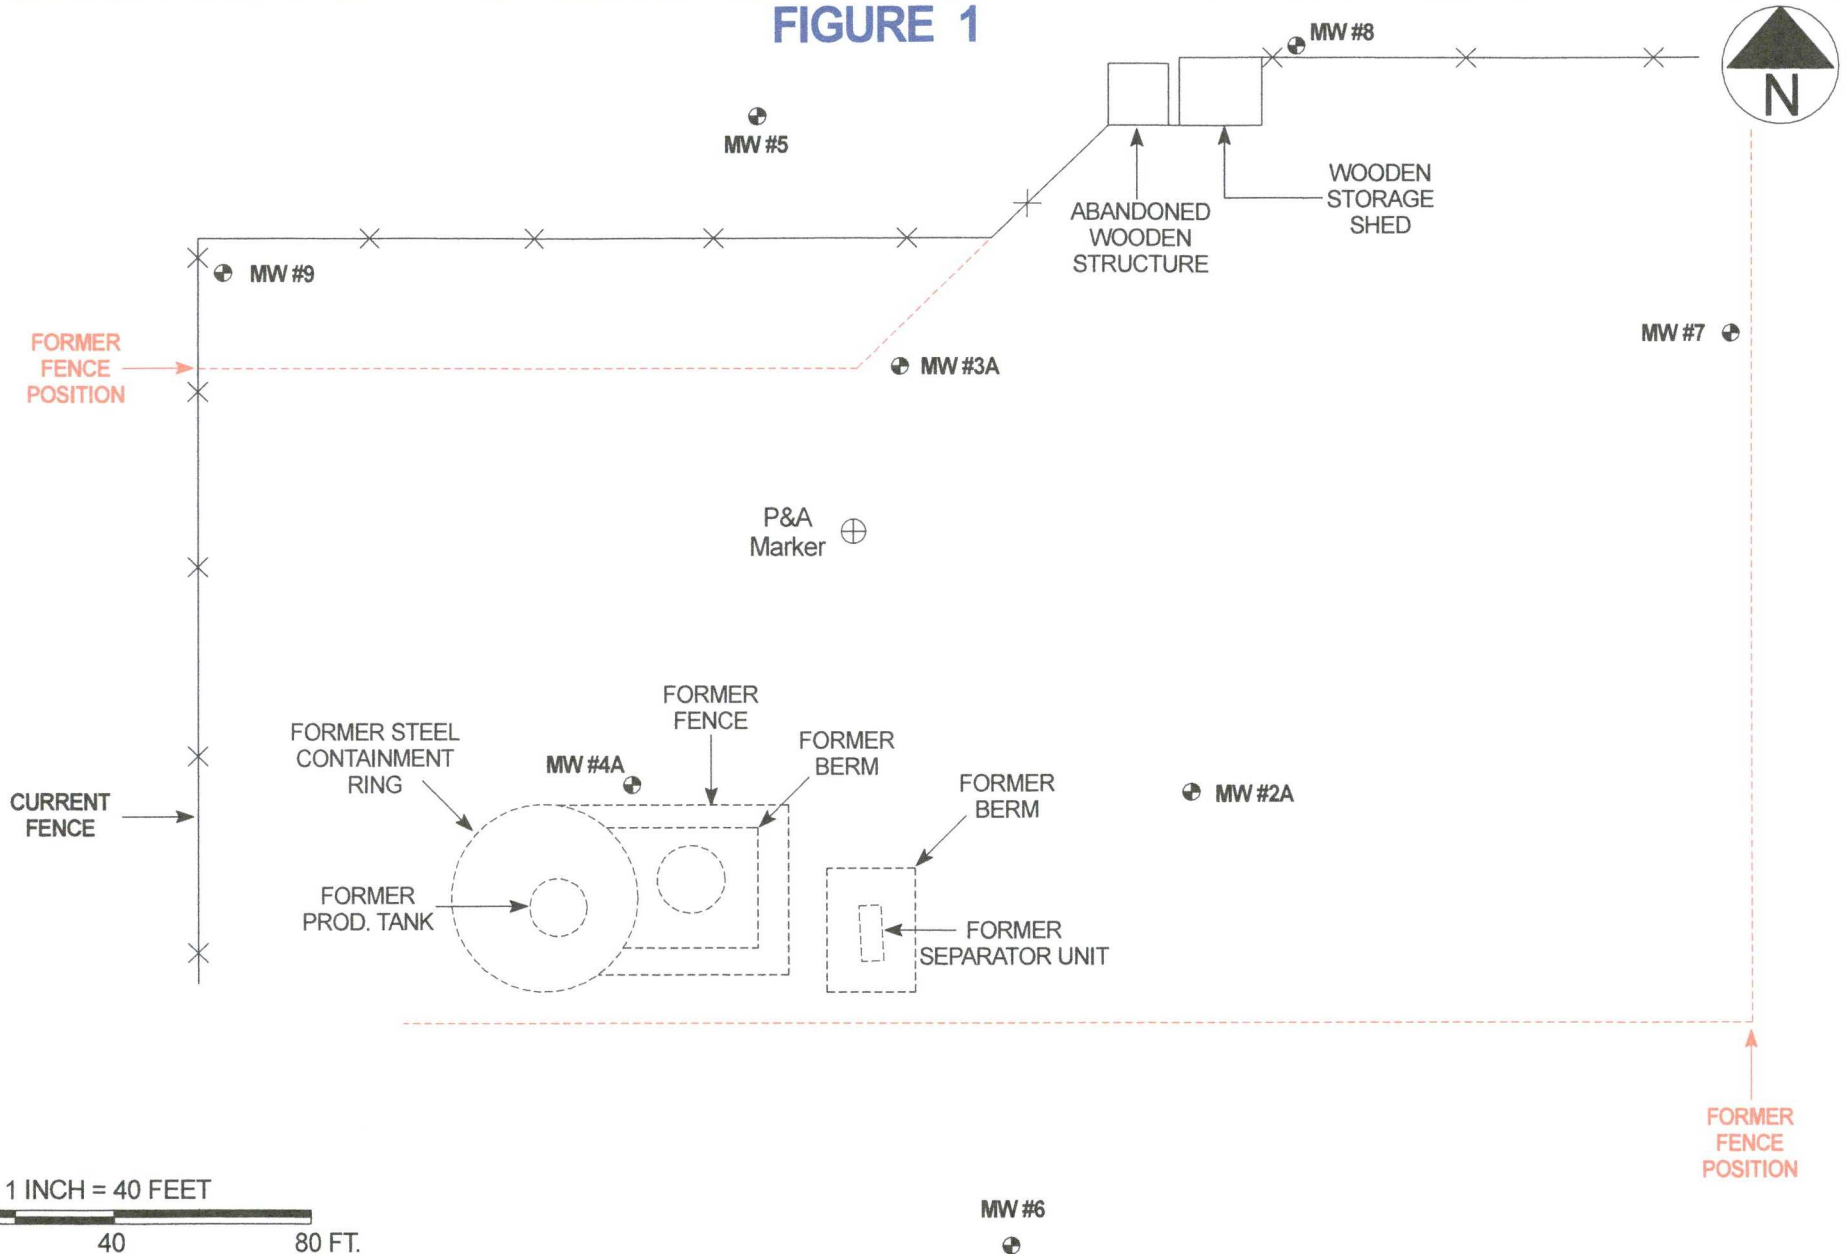 FIGURE 1
MW #8
N
MW #5
WOODEN
STORAGE
SHED
ABANDONED
WOODEN
STRUCTURE
MW #9
FORMER
FENCE
POSITION
MW #3A
MW #7
P&A
Marker
FORMER
FENCE
FORMER STEEL
CONTAINMENT
RING
FORMER
BERM
MW #4A
FORMER
BERM
MW #2A
CURRENT
FENCE
FORMER
PROD. TANK
FORMER
SEPARATOR UNIT
FORMER
FENCE
POSITION
1 INCH = 40 FEET
40 80 FT.
MW #6